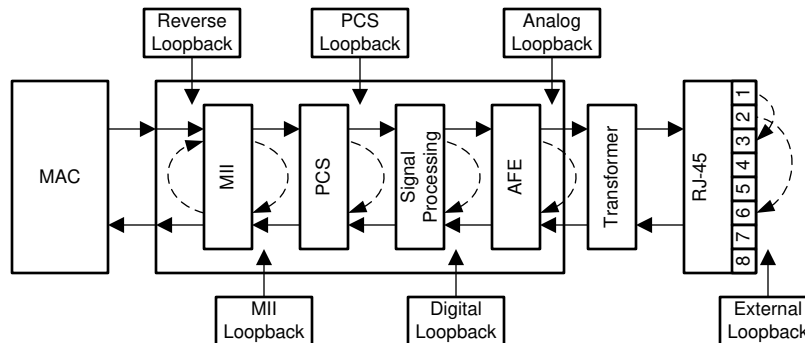 Reverse
Loopback
PCS
Loopback
Analog
Loopback
MAC
MII
PCS
Signal
Processing
AFE
Transformer
RJ-45
1
2
3
4
5
6
7
8
MII
Loopback
Digital
Loopback
External
Loopback